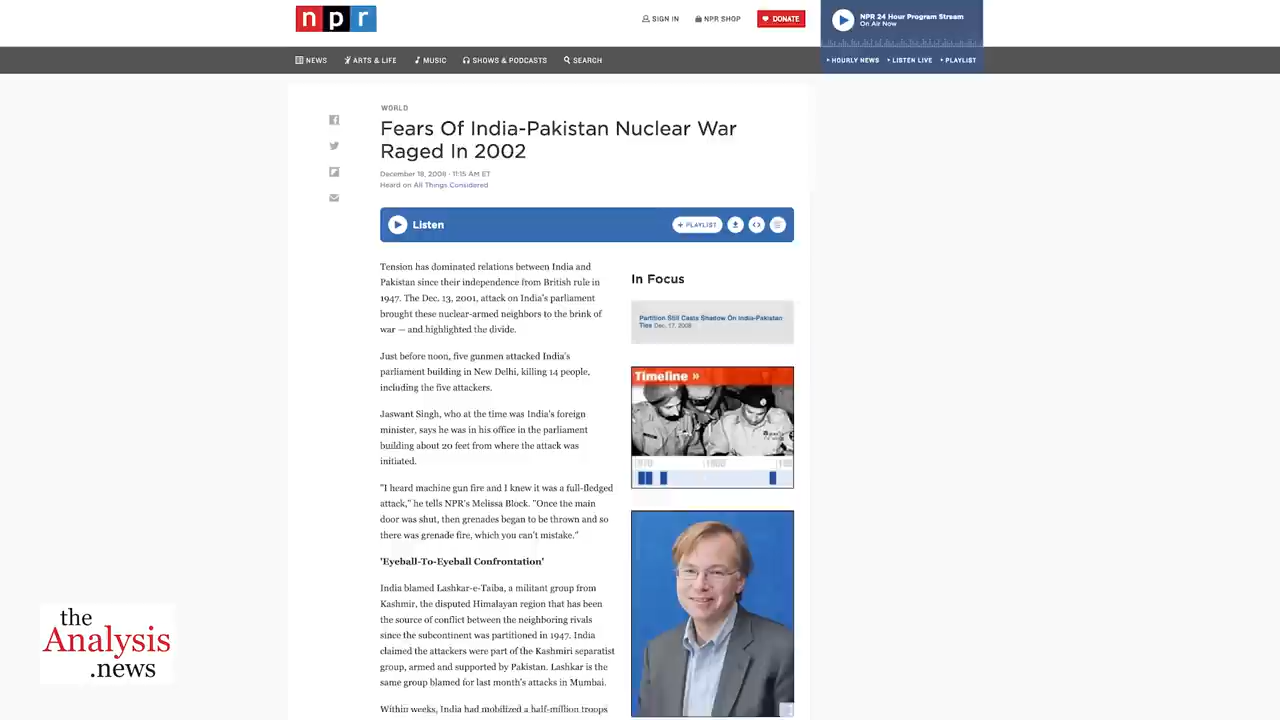 npr
SIGN IN
NPR SHOP
DONATE
NPR 24 Hour Program Stream
On Air Now
NEWS
ARTS & LIFE
MUSIC
SHOWS & PODCASTS
SEARCH
HOURLY NEWS
LISTEN LIVE
PLAYLIST
WORLD
Fears Of India-Pakistan Nuclear War
Raged In 2002
December 18, 2008 · 11:15 AM ET
Heard on All Things Considered
Listen
+ PLAYLIST
Tension has dominated relations between India and
Pakistan since their independence from British rule in
1947. The Dec. 13, 2001, attack on India's parliament
brought these nuclear-armed neighbors to the brink of
war — and highlighted the divide.
Just before noon, five gunmen attacked India's
parliament building in New Delhi, killing 14 people,
including the five attackers.
Jaswant Singh, who at the time was India's foreign
minister, says he was in his office in the parliament
building about 20 feet from where the attack was
initiated.
"I heard machine gun fire and I knew it was a full-fledged
attack," he tells NPR's Melissa Block. "Once the main
door was shut, then grenades began to be thrown and so
there was grenade fire, which you can't mistake."
'Eyeball-To-Eyeball Confrontation'
India blamed Lashkar-e-Taiba, a militant group from
Kashmir, the disputed Himalayan region that has been
the source of conflict between the neighboring rivals
since the subcontinent was partitioned in 1947. India
claimed the attackers were part of the Kashmiri separatist
group, armed and supported by Pakistan. Lashkar is the
same group blamed for last month's attacks in Mumbai.
Within weeks, India had mobilized a half-million troops
In Focus
Partition Still Casts Shadow On India-Pakistan
Ties Dec. 17, 2008
Timeline »
the
Analysis
.news